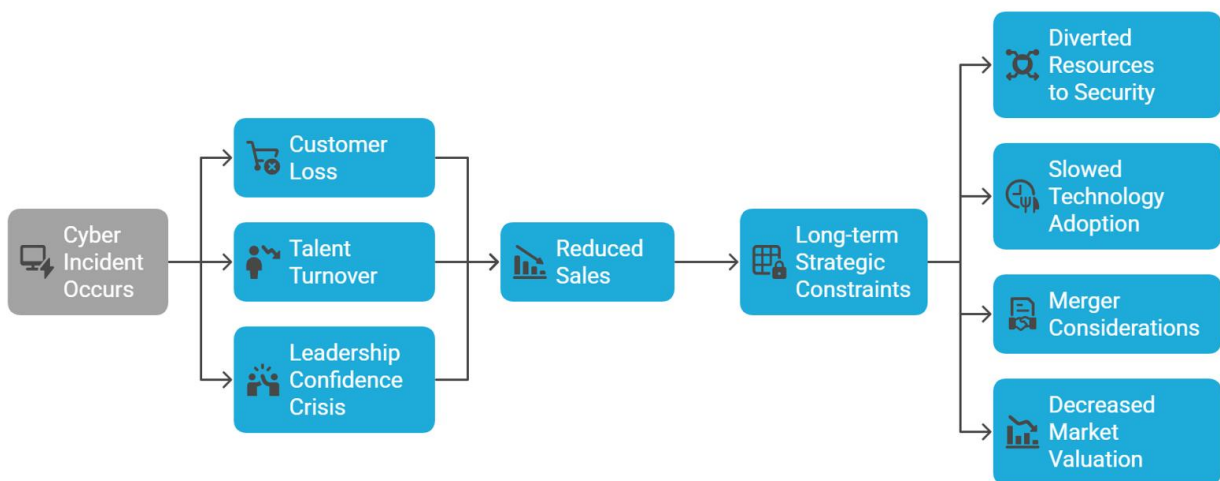 Cyber
Incident
Occurs
Customer
Loss
Talent
Turnover
Leadership
Confidence
Crisis
Reduced
Sales
Long-term
Strategic
Constraints
Diverted
Resources
to Security
Slowed
Technology
Adoption
Merger
Considerations
Decreased
Market
Valuation